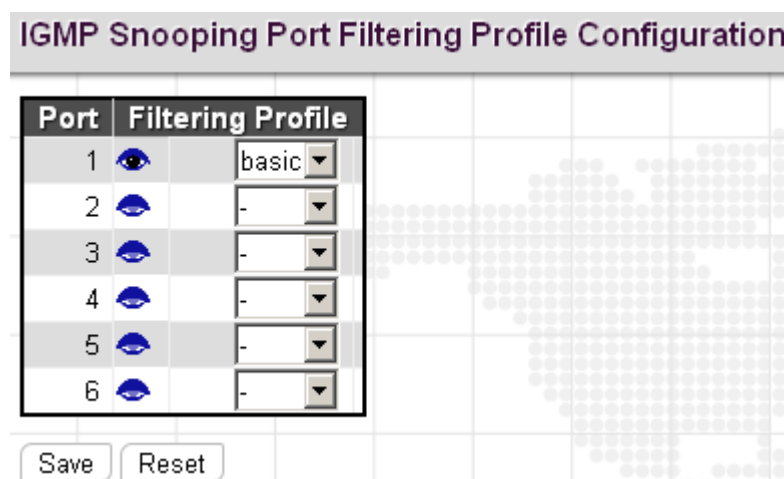 IGMP Snooping Port Filtering Profile Configuration
Port Filtering Profile
1 basic
2 -
3 -
4 -
5 -
6 -
Save Reset